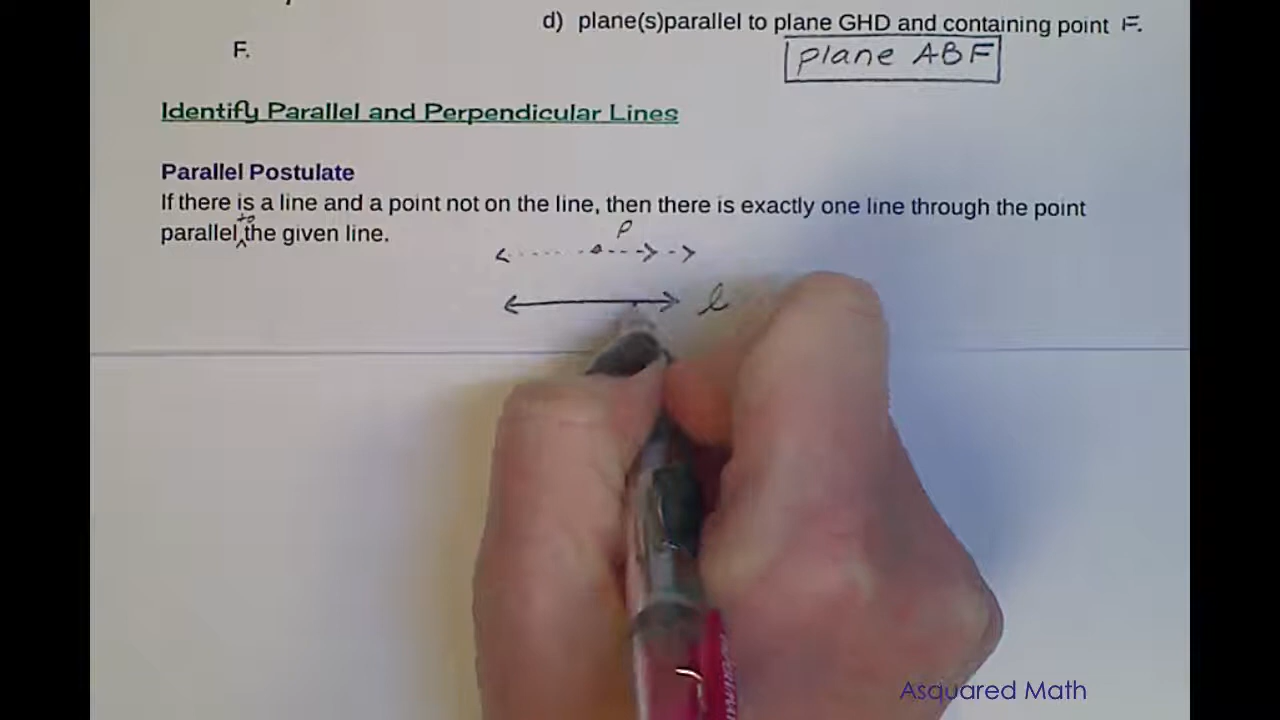 d) plane(s)parallel to plane GHD and containing point F.
F.
plane ABF
Identify Parallel and Perpendicular Lines
Parallel Postulate
If there is a line and a point not on the line, then there is exactly one line through the point
to
parallel ^ the given line.
P
l
Asquared Math